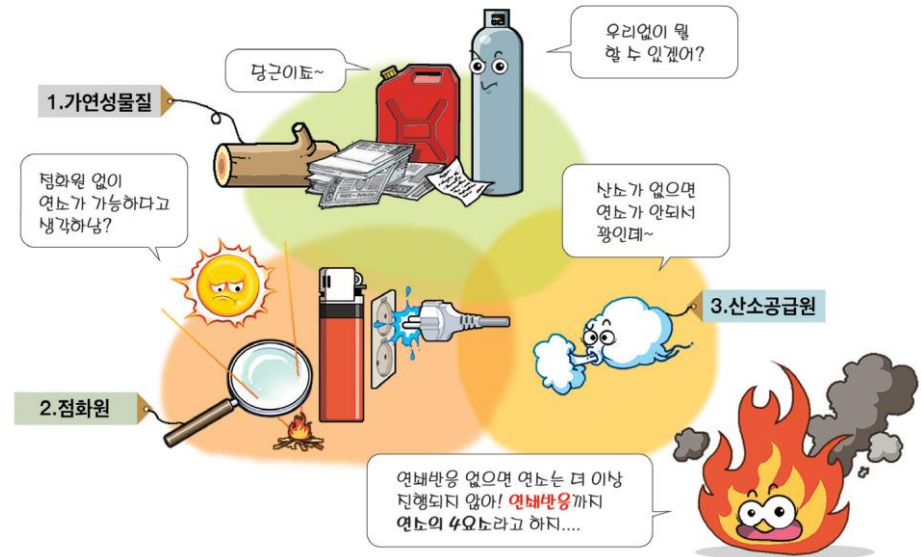 우리없이 뭘
할 수 있겠어?
당근이죠~
1.가연성물질
점화원 없이
연소가 가능하다고
생각하남?
산소가 없으면
연소가 안되서
꽝인데~
3.산소공급원
2.점화원
연쇄반응 없으면 연소는 더 이상
진행되지 않아! 연쇄반응까지
연소의 4요소라고 하지....